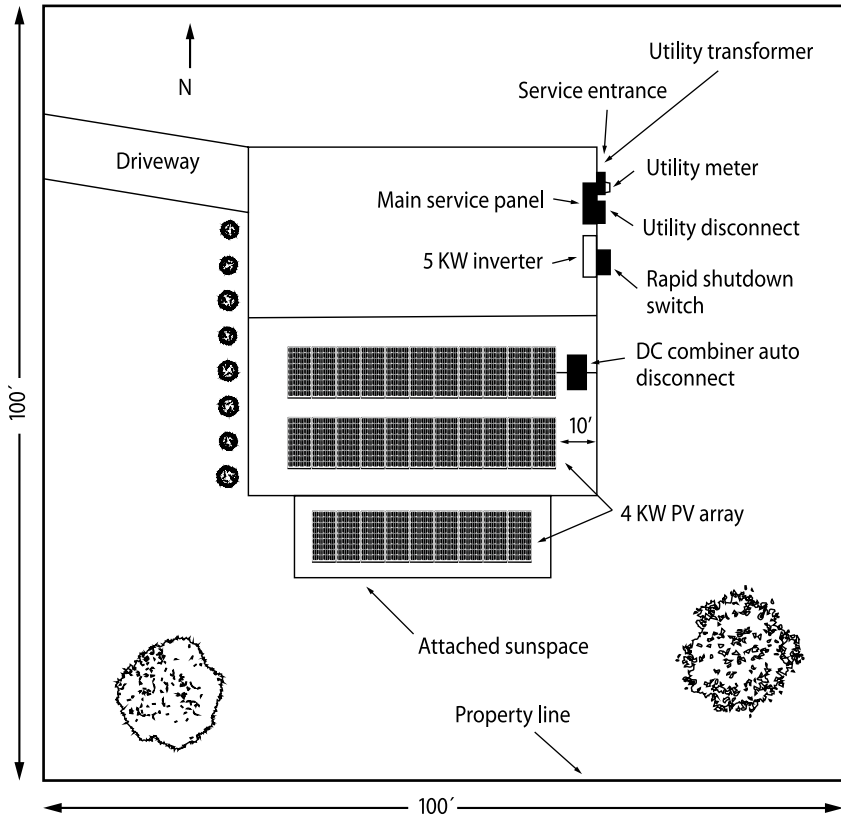 Utility transformer
N
Service entrance
Driveway
Utility meter
Main service panel
Utility disconnect
5 KW inverter
Rapid shutdown
switch
DC combiner auto
disconnect
100´
10’
4 KW PV array
Attached sunspace
Property line
100´